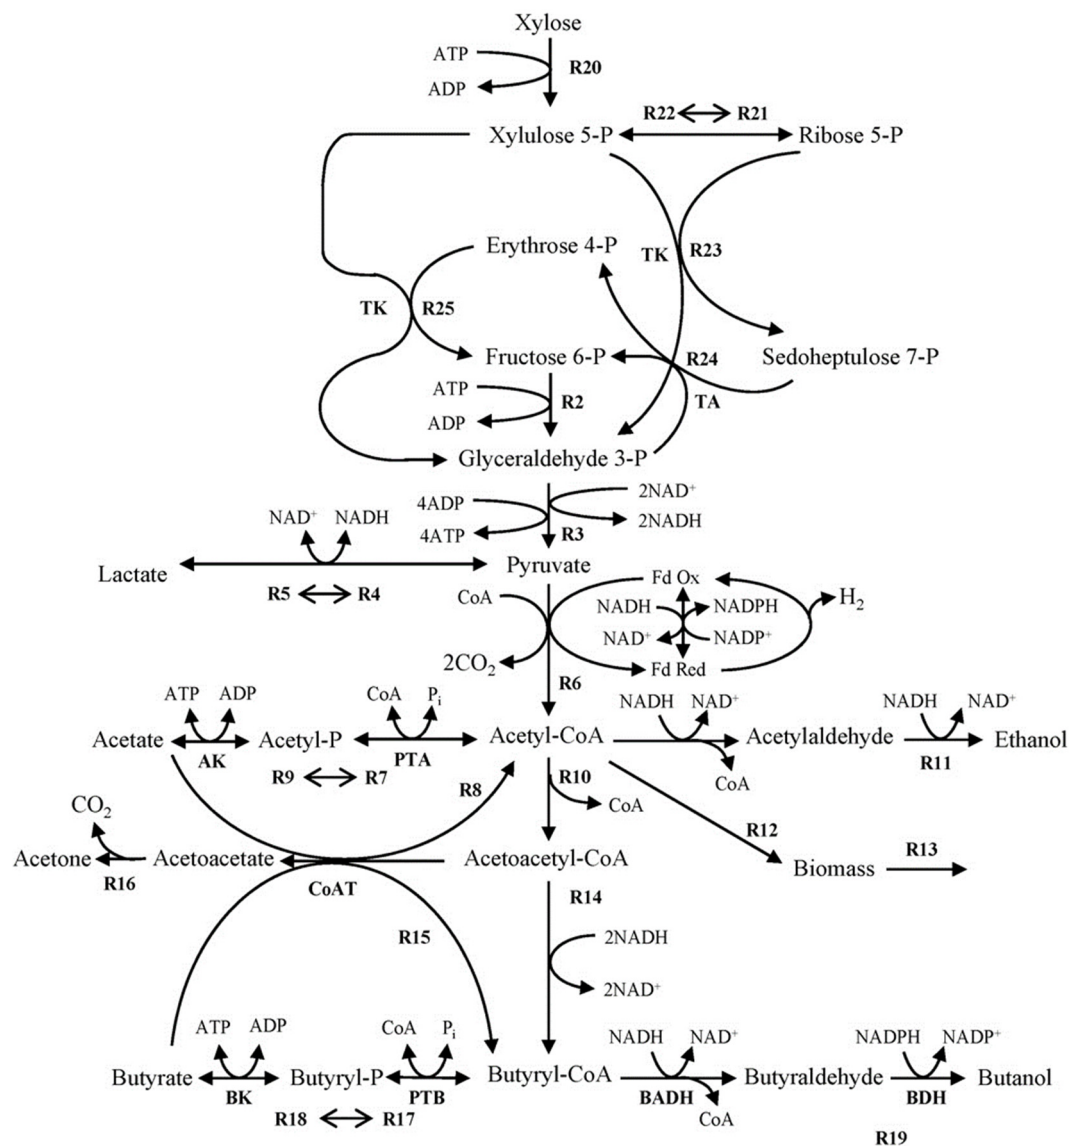 Xylose
ATP
R20
ADP
R22 R21
Xylulose 5-P Ribose 5-P
Erythrose 4-P TK R23
TK R25
Fructose 6-P R24 Sedoheptulose 7-P
ATP R2 TA
ADP
Glyceraldehyde 3-P
4ADP 2NAD⁺
NAD⁺ NADH 4ATP R3 2NADH
Lactate Pyruvate Fd Ox
R5 R4 CoA NADH NADPH H₂
NAD⁺ NADP⁺
2CO₂ Fd Red
R6
ATP ADP CoA Pᵢ NADH NAD⁺ NADH NAD⁺
Acetate Acetyl-P Acetyl-CoA Acetylaldehyde Ethanol
AK PTA R11
R9 R7 R8 R10 CoA
CO₂ CoA
R12
Acetone Acetoacetate Acetoacetyl-CoA Biomass R13
R16 CoAT
R14
R15 2NADH
2NAD⁺
ATP ADP CoA Pᵢ NADH NAD⁺ NADPH NADP⁺
Butyrate Butyryl-P Butyryl-CoA Butyraldehyde Butanol
BK PTB BADH BDH
R18 R17 CoA
R19